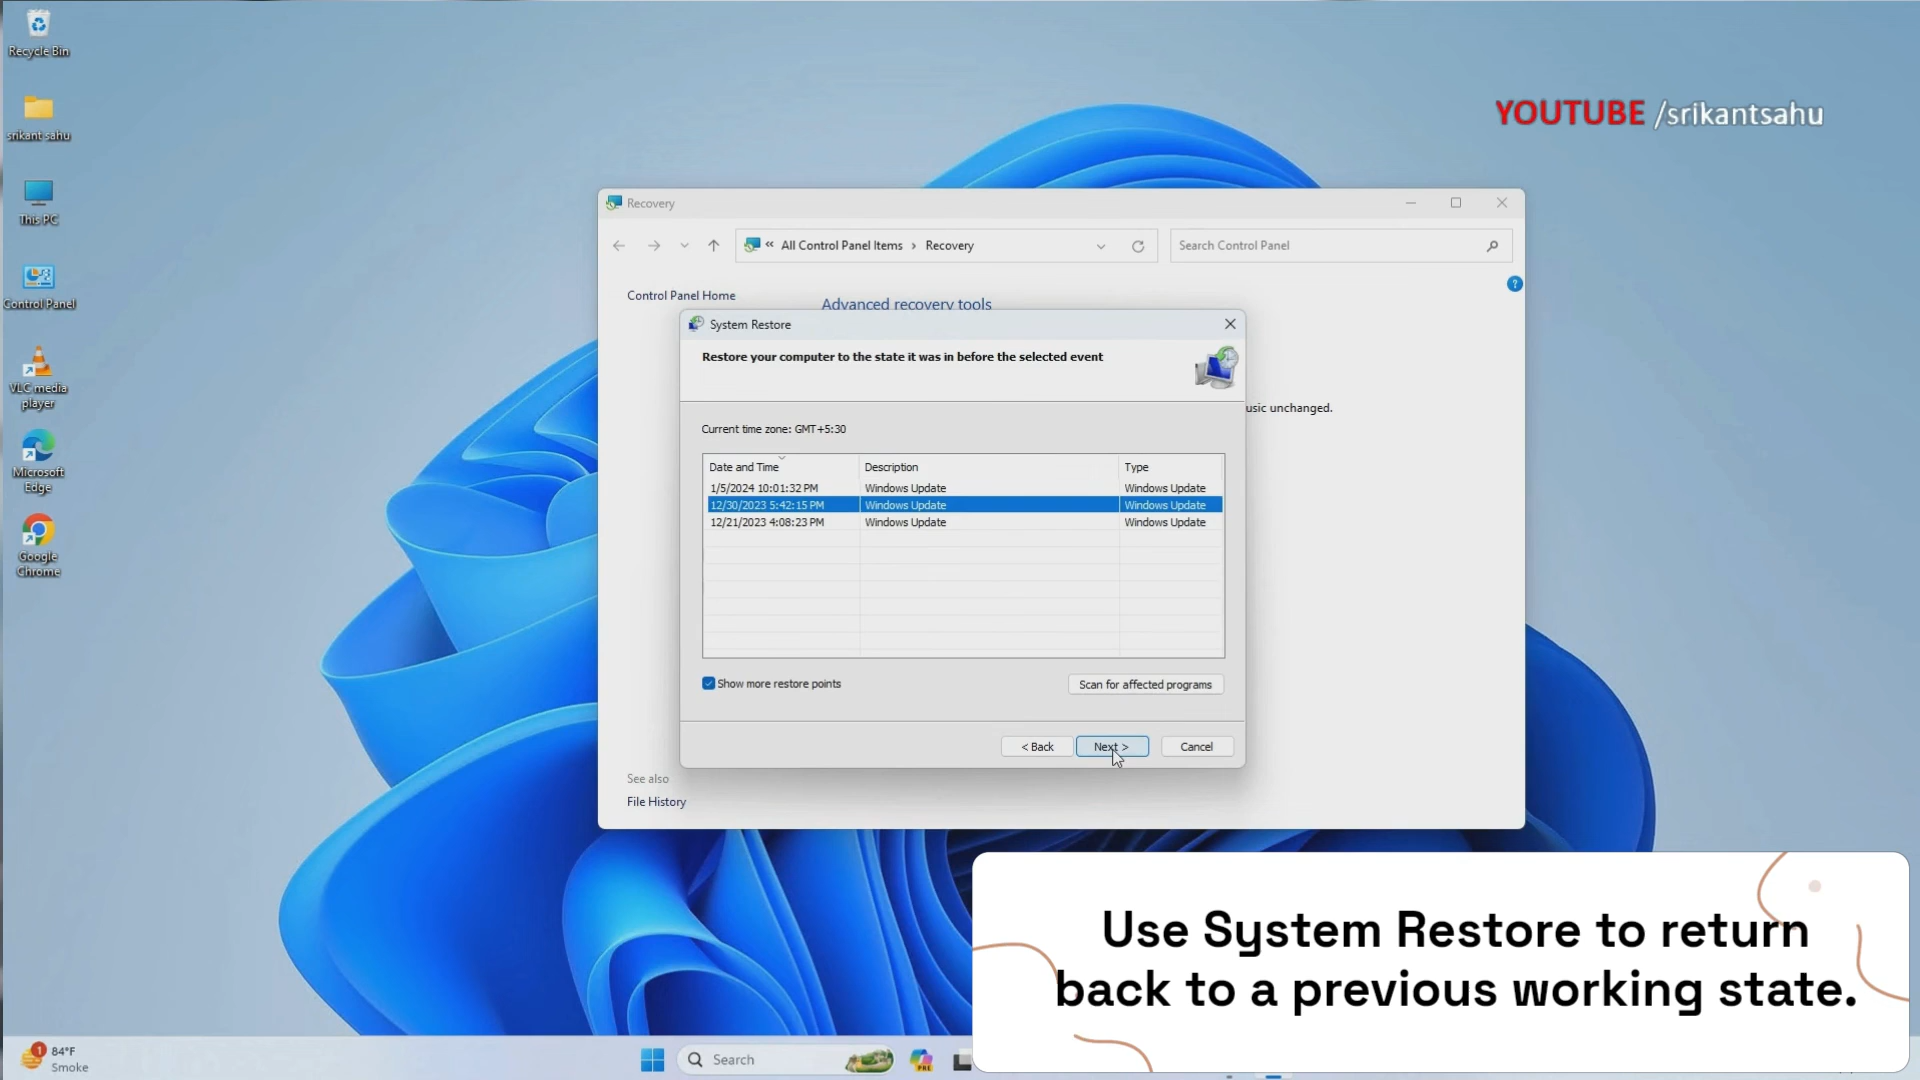 Recycle Bin
srikant sahu
This PC
Control Panel
VLC media
player
Microsoft
Edge
Google
Chrome
YOUTUBE /srikantsahu
Recovery
« All Control Panel Items › Recovery
Search Control Panel
Control Panel Home
Advanced recovery tools
System Restore
Restore your computer to the state it was in before the selected event
usic unchanged.
Current time zone: GMT+5:30
Date and Time Description Type
1/5/2024 10:01:32 PM Windows Update Windows Update
12/30/2023 5:42:15 PM Windows Update Windows Update
12/21/2023 4:08:23 PM Windows Update Windows Update
Show more restore points
Scan for affected programs
< Back
Next >
Cancel
See also
File History
Use System Restore to return
back to a previous working state.
1
84°F
Smoke
Search
PRE